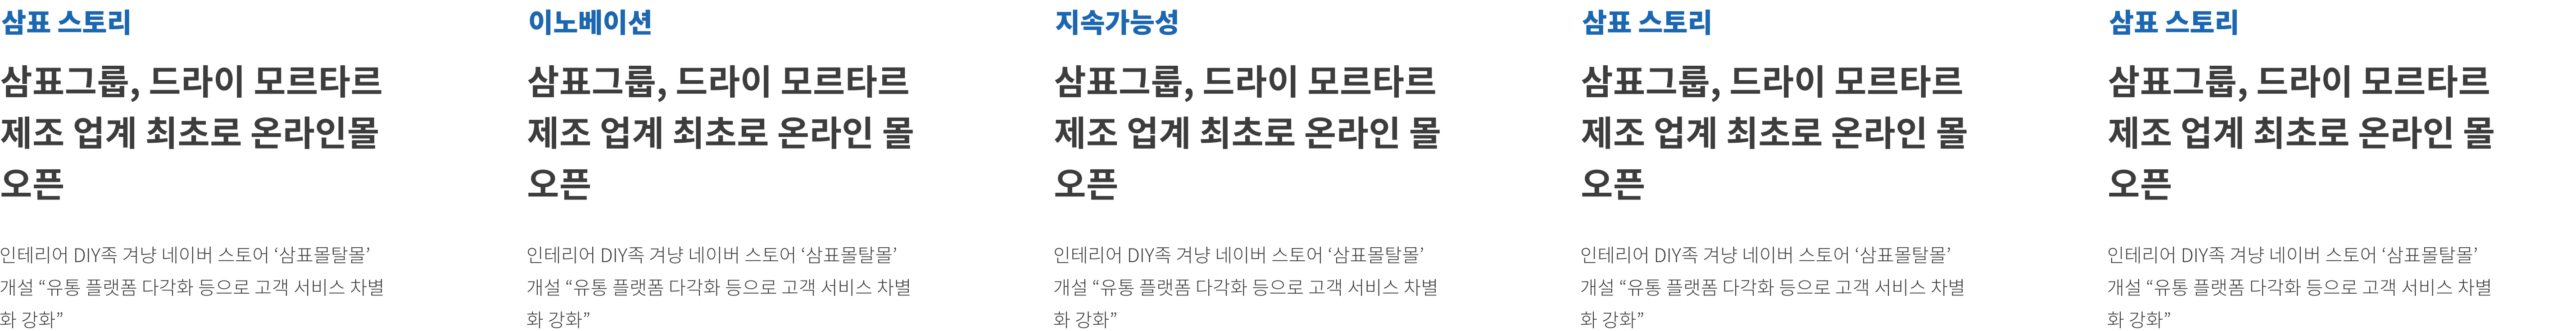 삼표 스토리
삼표그룹, 드라이 모르타르
제조 업계 최초로 온라인몰
오픈
인테리어 DIY족 겨냥 네이버 스토어 ‘삼표몰탈몰’
개설 “유통 플랫폼 다각화 등으로 고객 서비스 차별
화 강화”
이노베이션
삼표그룹, 드라이 모르타르
제조 업계 최초로 온라인 몰
오픈
인테리어 DIY족 겨냥 네이버 스토어 ‘삼표몰탈몰’
개설 “유통 플랫폼 다각화 등으로 고객 서비스 차별
화 강화”
지속가능성
삼표그룹, 드라이 모르타르
제조 업계 최초로 온라인 몰
오픈
인테리어 DIY족 겨냥 네이버 스토어 ‘삼표몰탈몰’
개설 “유통 플랫폼 다각화 등으로 고객 서비스 차별
화 강화”
삼표 스토리
삼표그룹, 드라이 모르타르
제조 업계 최초로 온라인 몰
오픈
인테리어 DIY족 겨냥 네이버 스토어 ‘삼표몰탈몰’
개설 “유통 플랫폼 다각화 등으로 고객 서비스 차별
화 강화”
삼표 스토리
삼표그룹, 드라이 모르타르
제조 업계 최초로 온라인 몰
오픈
인테리어 DIY족 겨냥 네이버 스토어 ‘삼표몰탈몰’
개설 “유통 플랫폼 다각화 등으로 고객 서비스 차별
화 강화”